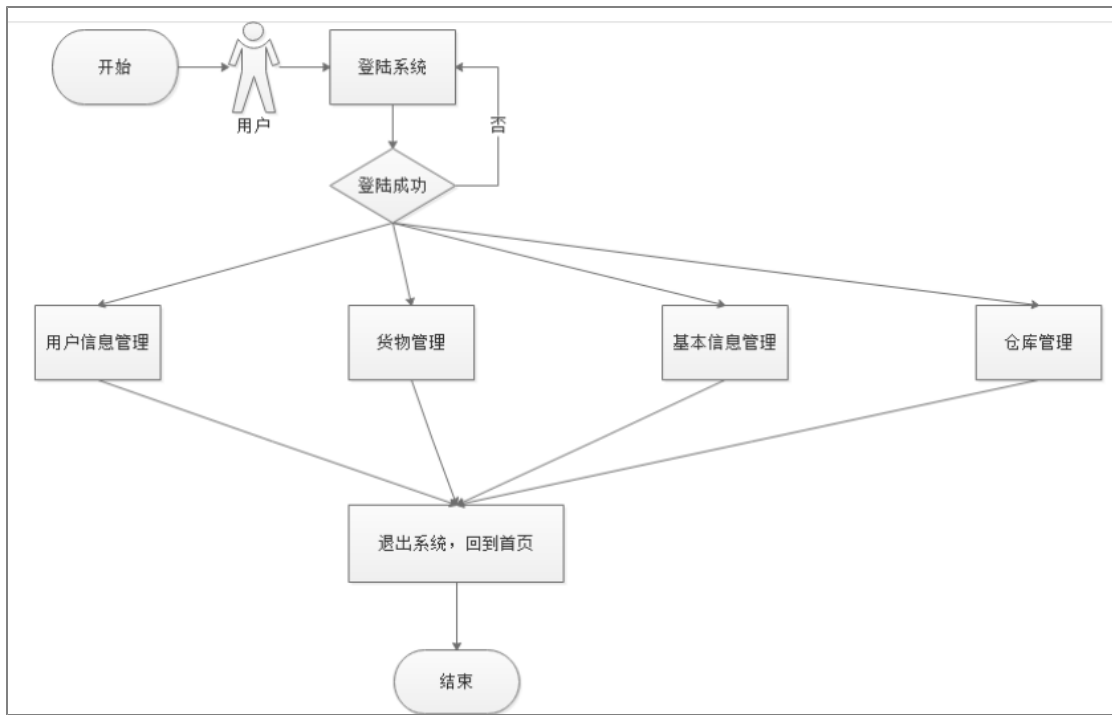 开始
用户
登陆系统
否
登陆成功
用户信息管理
货物管理
基本信息管理
仓库管理
退出系统，回到首页
结束